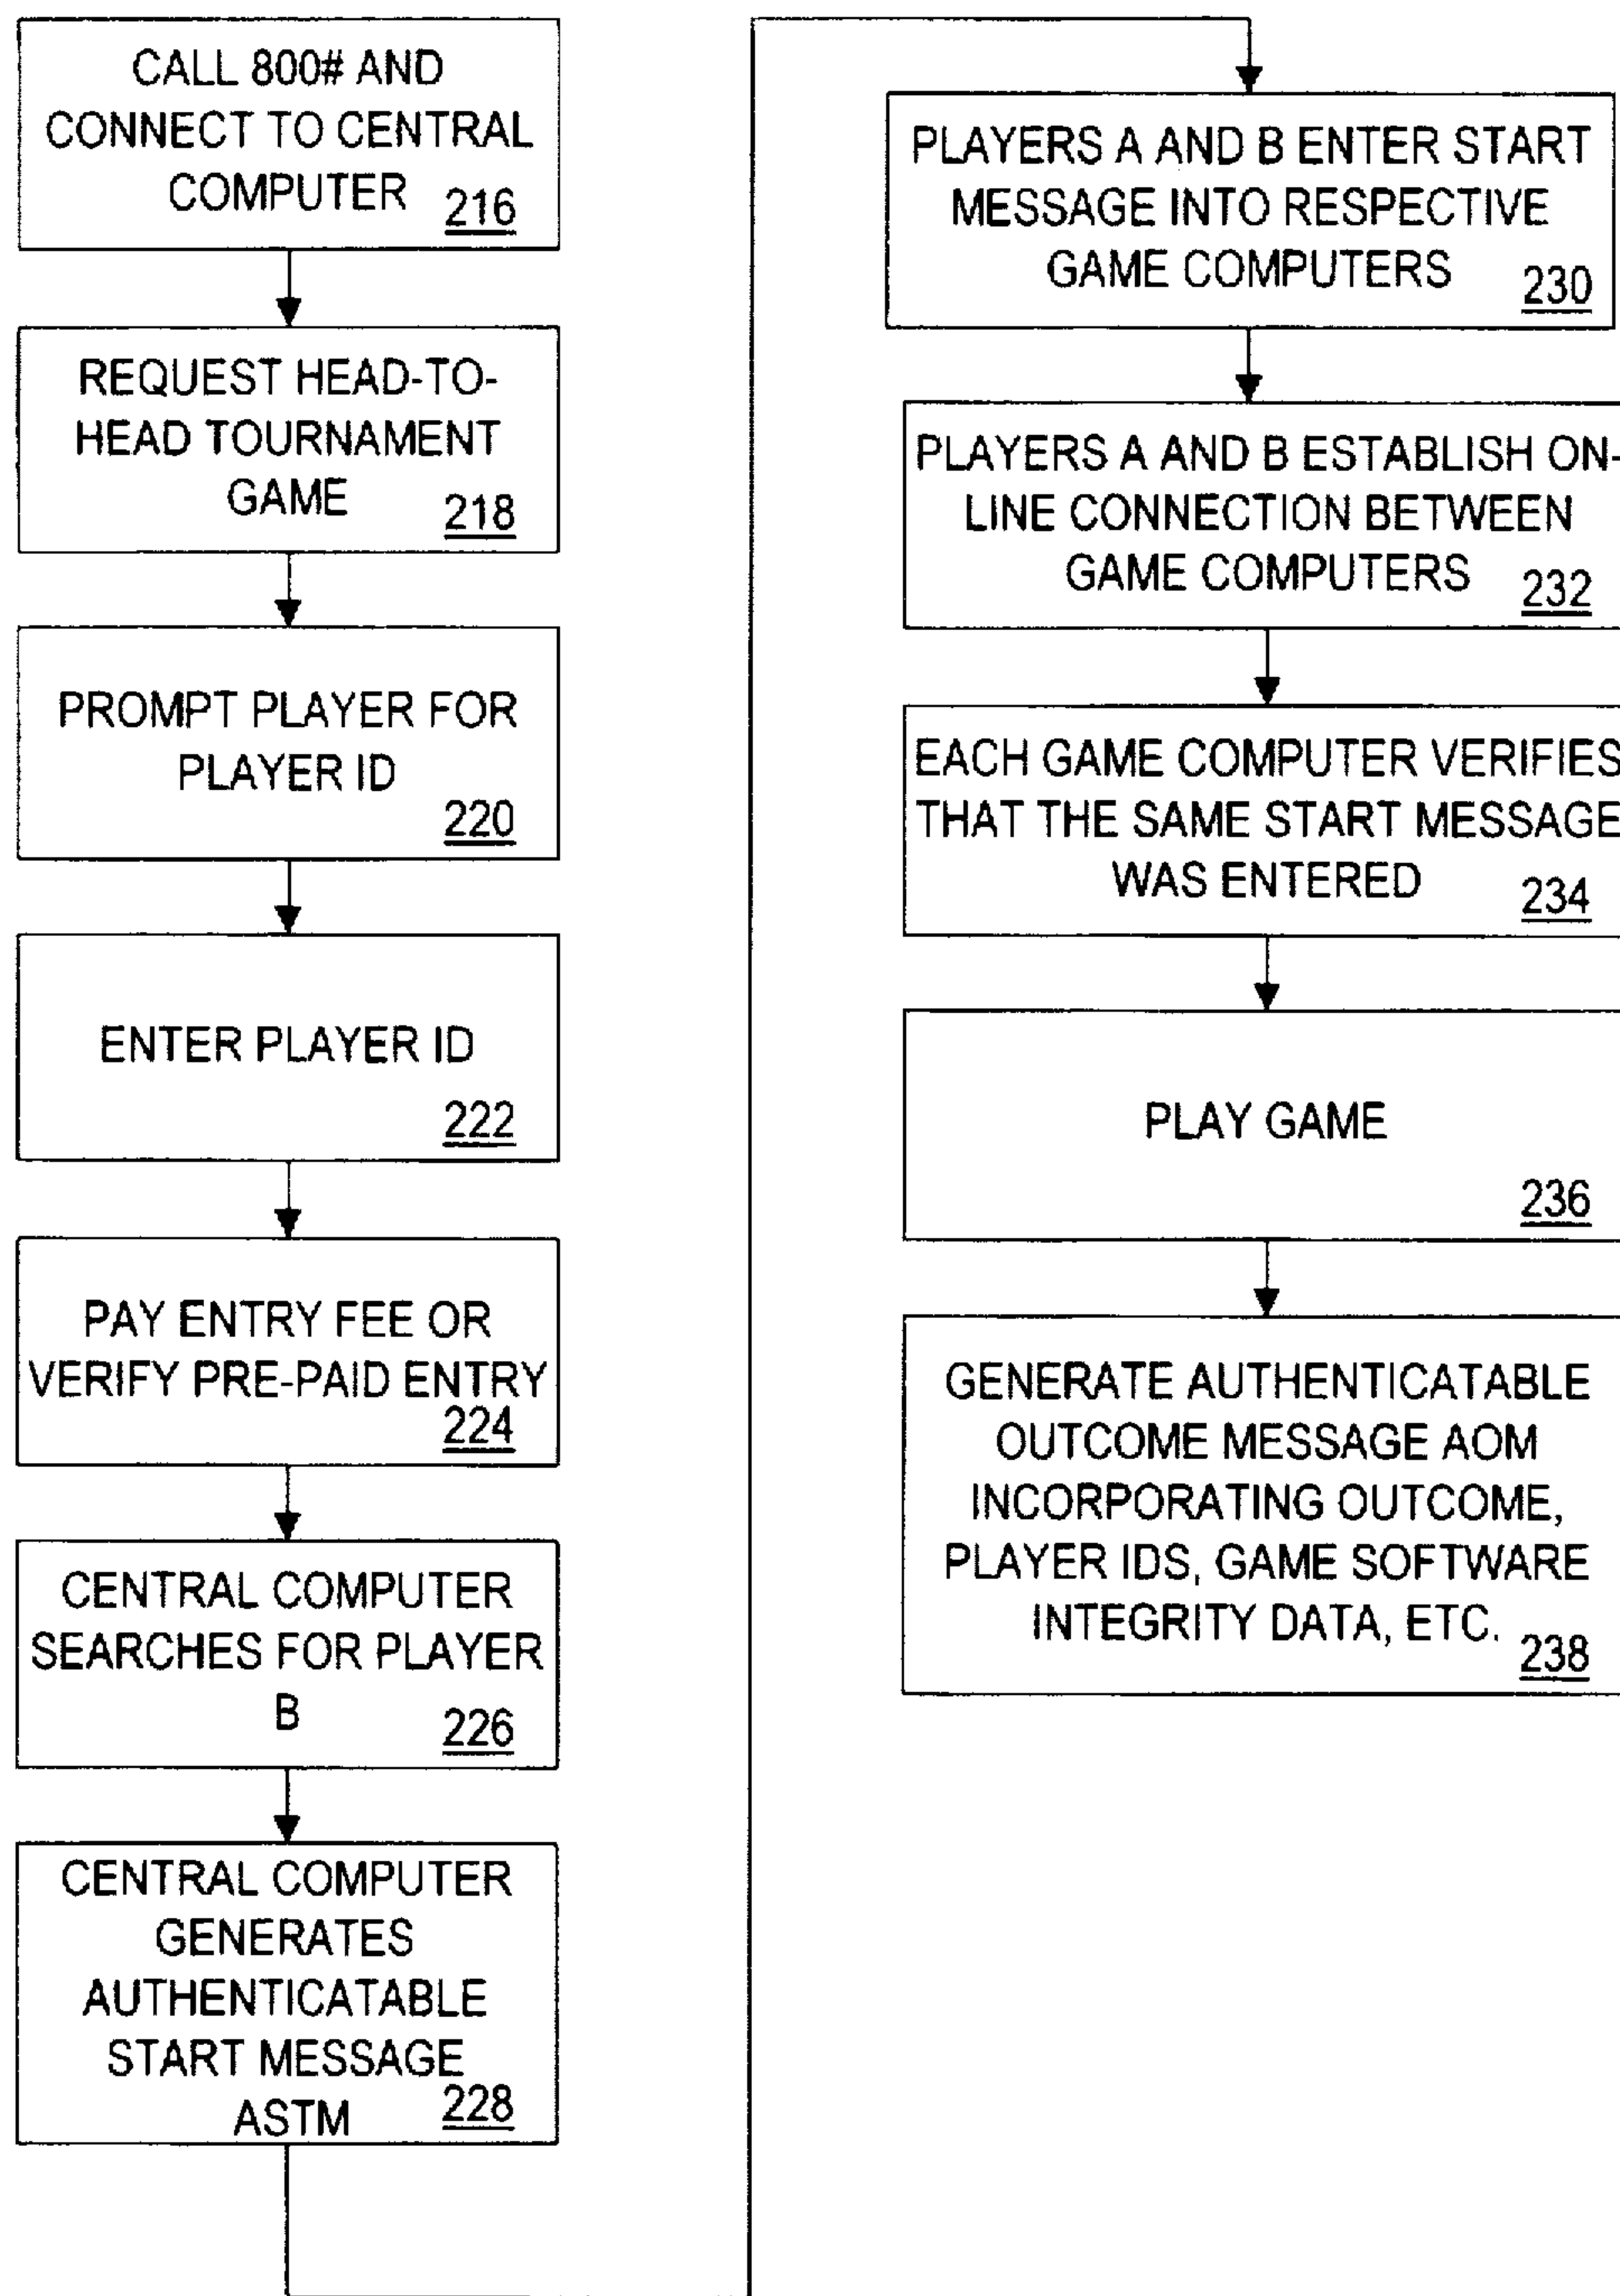 CALL 800# AND
CONNECT TO CENTRAL
COMPUTER 216
REQUEST HEAD-TO-
HEAD TOURNAMENT
GAME 218
PROMPT PLAYER FOR
PLAYER ID
220
ENTER PLAYER ID
222
PAY ENTRY FEE OR
VERIFY PRE-PAID ENTRY
224
CENTRAL COMPUTER
SEARCHES FOR PLAYER
B 226
CENTRAL COMPUTER
GENERATES
AUTHENTICATABLE
START MESSAGE
ASTM 228
PLAYERS A AND B ENTER START
MESSAGE INTO RESPECTIVE
GAME COMPUTERS 230
PLAYERS A AND B ESTABLISH ON-
LINE CONNECTION BETWEEN
GAME COMPUTERS 232
EACH GAME COMPUTER VERIFIES
THAT THE SAME START MESSAGE
WAS ENTERED 234
PLAY GAME
236
GENERATE AUTHENTICATABLE
OUTCOME MESSAGE AOM
INCORPORATING OUTCOME,
PLAYER IDS, GAME SOFTWARE
INTEGRITY DATA, ETC. 238